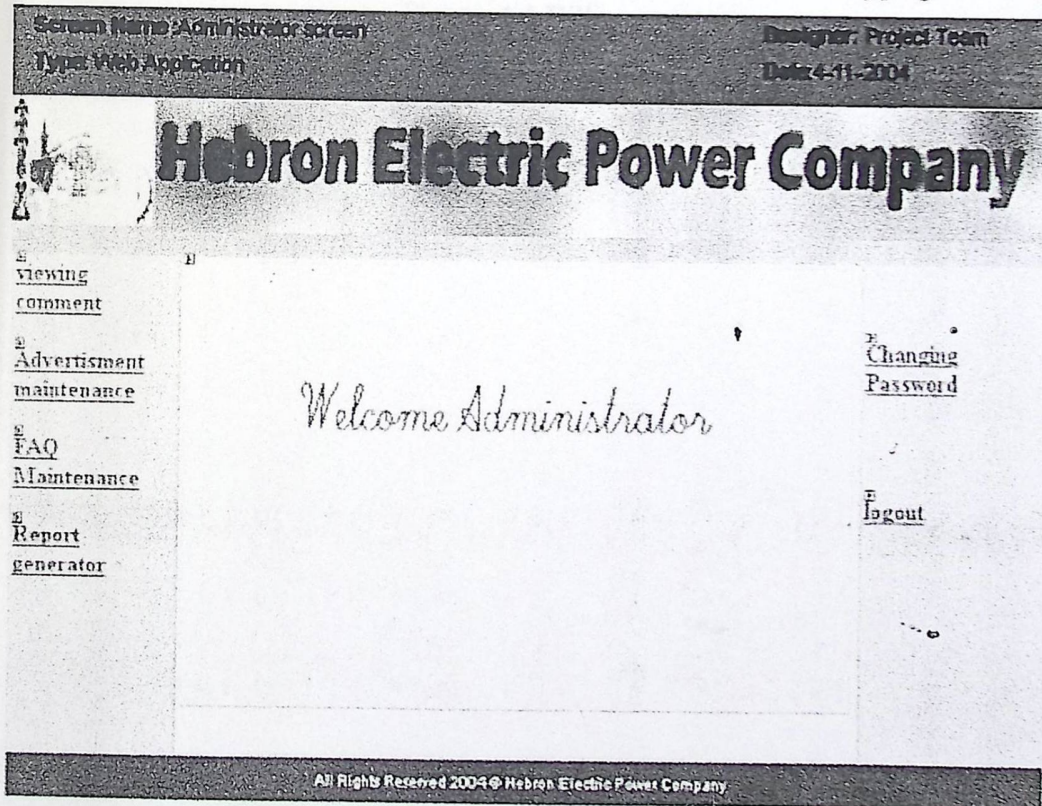 Screen Name: Administrator screen
Designer: Project Team
Type: Web Application
Date: 4-11-2004
Hebron Electric Power Company
viewing
comment
Advertisment
maintenance
FAQ
Maintenance
Report
generator
Welcome Administrator
Changing
Password
logout
All Rights Reserved 2004@ Hebron Electric Power Company